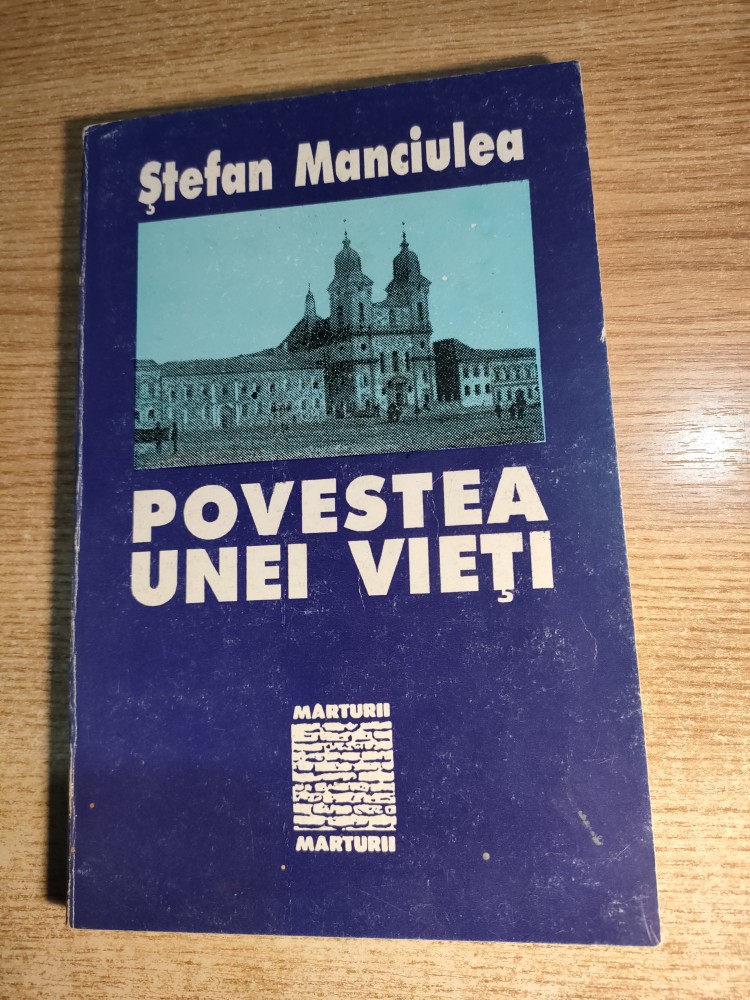 Ştefan Manciulea
POVESTEA
UNEI VIEŢI
MARTURII
MARTURII